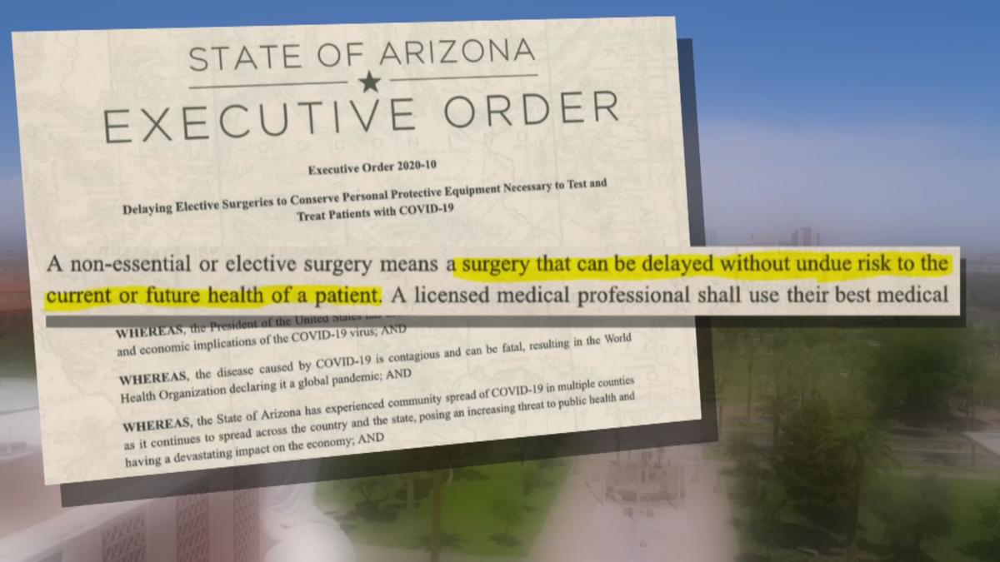 STATE OF ARIZONA
EXECUTIVE ORDER
Executive Order 2020-10
Delaying Elective Surgeries to Conserve Personal Protective Equipment Necessary to Test and
Treat Patients with COVID-19
A non-essential or elective surgery means a surgery that can be delayed without undue risk to the
current or future health of a patient. A licensed medical professional shall use their best medical
WHEREAS, the President of the United States
and economic implications of the COVID-19 virus; AND
WHEREAS, the disease caused by COVID-19 is contagious and can be fatal, resulting in the World
Health Organization declaring it a global pandemic; AND
WHEREAS, the State of Arizona has experienced community spread of COVID-19 in multiple counties
as it continues to spread across the country and the state, posing an increasing threat to public health and
having a devastating impact on the economy; AND